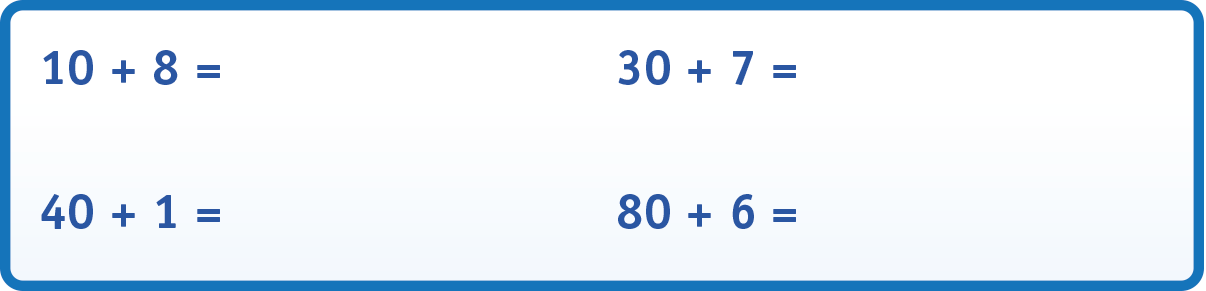 10 + 8 = 30 + 7 =
40 + 1 = 80 + 6 =